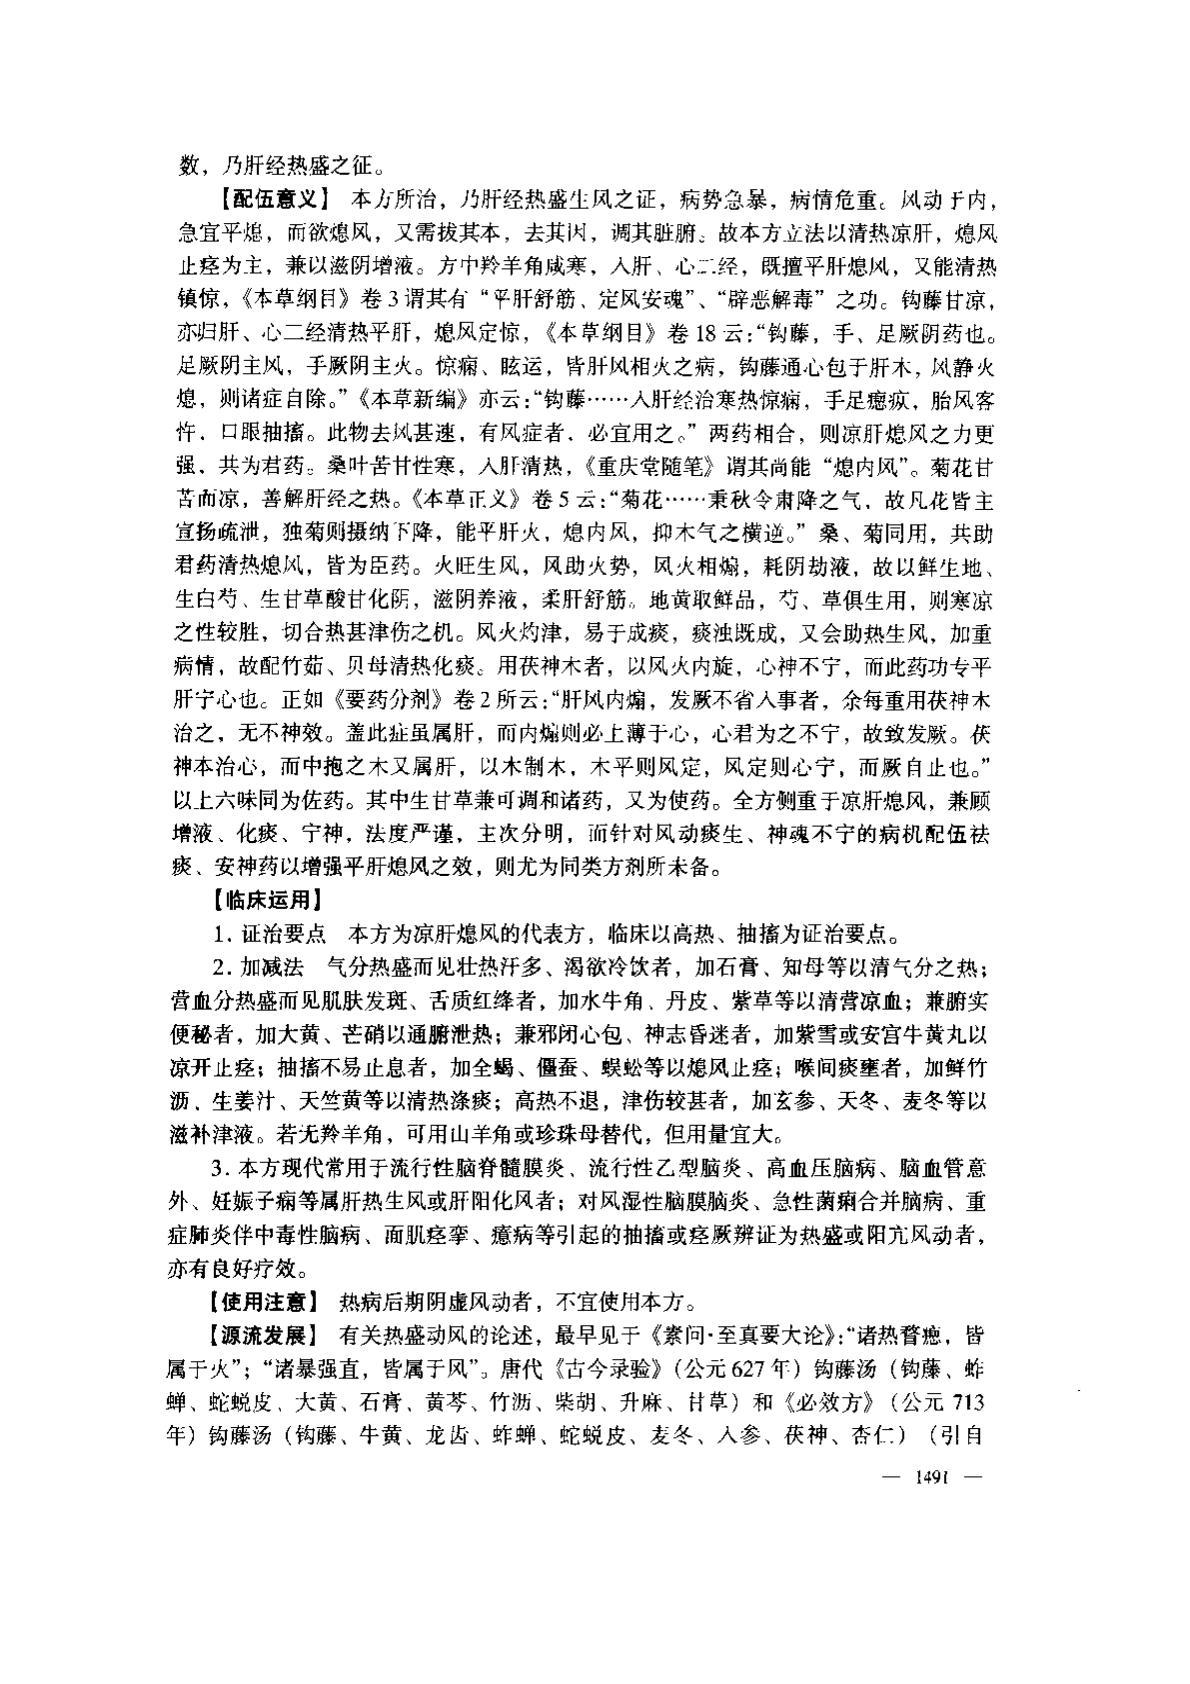 数，乃肝经热盛之征。
【配伍意义】 本方所治，乃肝经热盛生风之证，病势急暴，病情危重。风动于内，
急宜平熄，而欲熄风，又需拔其本，去其因，调其脏腑。故本方立法以清热凉肝，熄风
止痉为主，兼以滋阴增液。方中羚羊角咸寒，入肝、心二经，既擅平肝熄风，又能清热
镇惊，《本草纲目》卷 3 谓其有“平肝舒筋、定风安魂”、“辟恶解毒”之功。钩藤甘凉，
亦归肝、心二经清热平肝，熄风定惊，《本草纲目》卷 18 云：“钩藤，手、足厥阴药也。
足厥阴主风，手厥阴主火。惊痫、眩运，皆肝风相火之病，钩藤通心包于肝木，风静火
熄，则诸症自除。”《本草新编》亦云：“钩藤……入肝经治寒热惊痫，手足瘛疭，胎风客
忤，口眼抽搐。此物去风甚速，有风症者，必宜用之。”两药相合，则凉肝熄风之力更
强，共为君药。桑叶苦甘性寒，入肝清热，《重庆堂随笔》谓其尚能“熄内风”。菊花甘
苦而凉，善解肝经之热。《本草正义》卷 5 云：“菊花……秉秋令肃降之气，故凡花皆主
宣扬疏泄，独菊则摄纳下降，能平肝火，熄内风，抑木气之横逆。”桑、菊同用，共助
君药清热熄风，皆为臣药。火旺生风，风助火势，风火相煽，耗阴劫液，故以鲜生地、
生白芍、生甘草酸甘化阴，滋阴养液，柔肝舒筋。地黄取鲜品，芍、草俱生用，则寒凉
之性较胜，切合热甚津伤之机。风火灼津，易于成痰，痰浊既成，又会助热生风，加重
病情，故配竹茹、贝母清热化痰。用茯神木者，以风火内旋，心神不宁，而此药功专平
肝宁心也。正如《要药分剂》卷 2 所云：“肝风内煽，发厥不省人事者，余每重用茯神木
治之，无不神效。盖此症虽属肝，而内煽则必上薄于心，心君为之不宁，故致发厥。茯
神本治心，而中抱之木又属肝，以木制木，木平则风定，风定则心宁，而厥自止也。”
以上六味同为佐药。其中生甘草兼可调和诸药，又为使药。全方侧重于凉肝熄风，兼顾
增液、化痰、宁神，法度严谨，主次分明，而针对风动痰生、神魂不宁的病机配伍祛
痰、安神药以增强平肝熄风之效，则尤为同类方剂所未备。
【临床运用】
1. 证治要点 本方为凉肝熄风的代表方，临床以高热、抽搐为证治要点。
2. 加减法 气分热盛而见壮热汗多、渴欲冷饮者，加石膏、知母等以清气分之热；
营血分热盛而见肌肤发斑、舌质红绛者，加水牛角、丹皮、紫草等以清营凉血；兼腑实
便秘者，加大黄、芒硝以通腑泄热；兼邪闭心包、神志昏迷者，加紫雪或安宫牛黄丸以
凉开止痉；抽搐不易止息者，加全蝎、僵蚕、蜈蚣等以熄风止痉；喉间痰壅者，加鲜竹
沥、生姜汁、天竺黄等以清热涤痰；高热不退，津伤较甚者，加玄参、天冬、麦冬等以
滋补津液。若无羚羊角，可用山羊角或珍珠母替代，但用量宜大。
3. 本方现代常用于流行性脑脊髓膜炎、流行性乙型脑炎、高血压脑病、脑血管意
外、妊娠子痫等属肝热生风或肝阳化风者；对风湿性脑膜脑炎、急性菌痢合并脑病、重
症肺炎伴中毒性脑病、面肌痉挛、癔病等引起的抽搐或痉厥辨证为热盛或阳亢风动者，
亦有良好疗效。
【使用注意】 热病后期阴虚风动者，不宜使用本方。
【源流发展】 有关热盛动风的论述，最早见于《素问·至真要大论》：“诸热瞀瘛，皆
属于火”；“诸暴强直，皆属于风”。唐代《古今录验》（公元 627 年）钩藤汤（钩藤、蚱
蝉、蛇蜕皮、大黄、石膏、黄芩、竹沥、柴胡、升麻、甘草）和《必效方》（公元 713
年）钩藤汤（钩藤、牛黄、龙齿、蚱蝉、蛇蜕皮、麦冬、人参、茯神、杏仁）（引自
— 1491 —